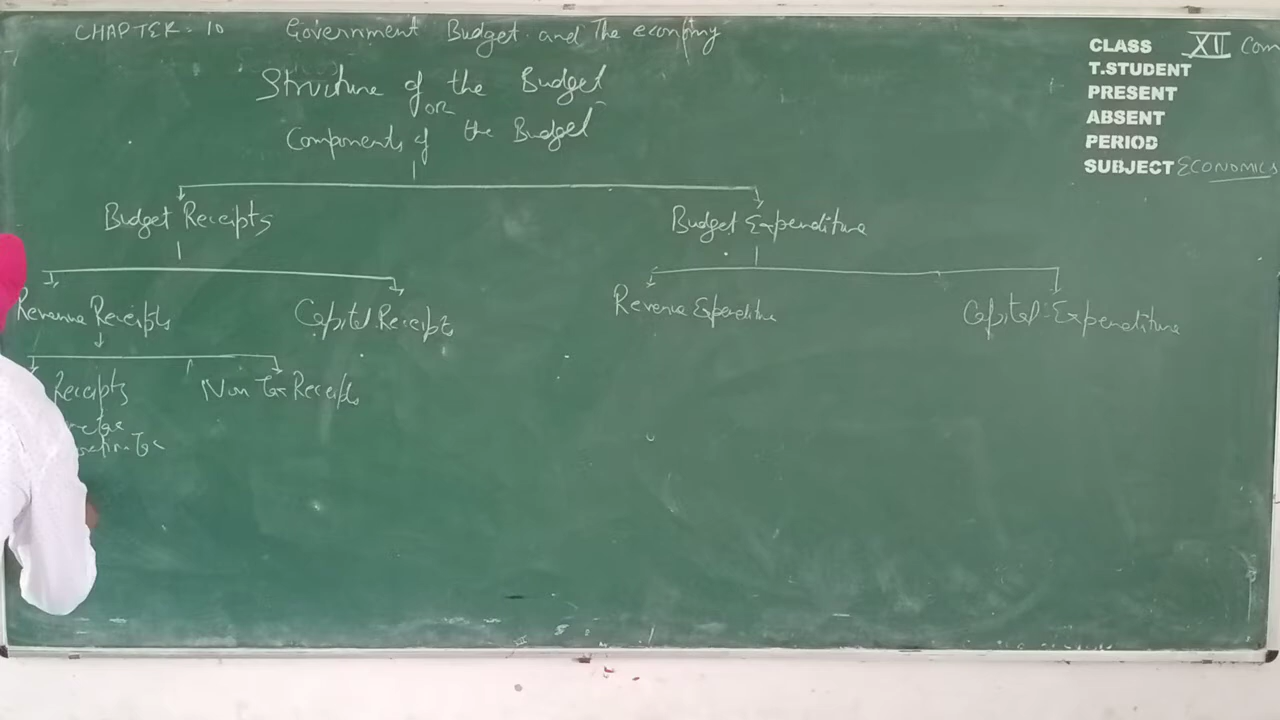 CHAPTER. 10 Government Budget and The economy
Structure of the Budget
OR
Components of the Budget
Budget Receipts Budget Expenditure
Revenue Receipts Capital Receipts Revenue Expenditure Capital Expenditure
Receipts Non Tax Receipts
CLASS XII Com
T.STUDENT
PRESENT
ABSENT
PERIOD
SUBJECT ECONOMICS